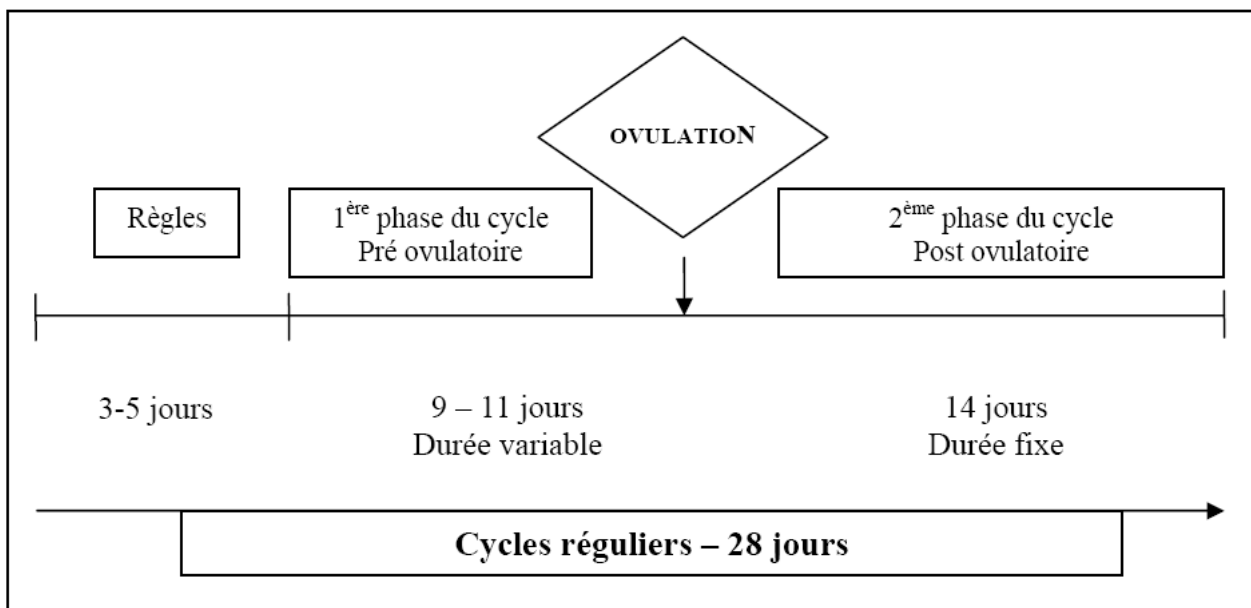 OVULATION
Règles
1ère phase du cycle
Pré ovulatoire
2ème phase du cycle
Post ovulatoire
3-5 jours
9 – 11 jours
Durée variable
14 jours
Durée fixe
Cycles réguliers – 28 jours